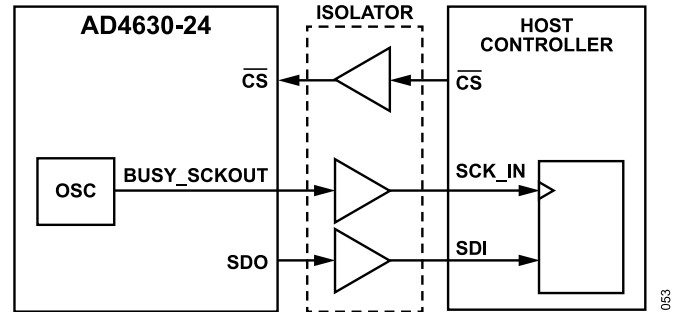 AD4630-24
ISOLATOR
HOST
CONTROLLER
CS
CS
OSC
BUSY_SCKOUT
SCK_IN
SDO
SDI
053